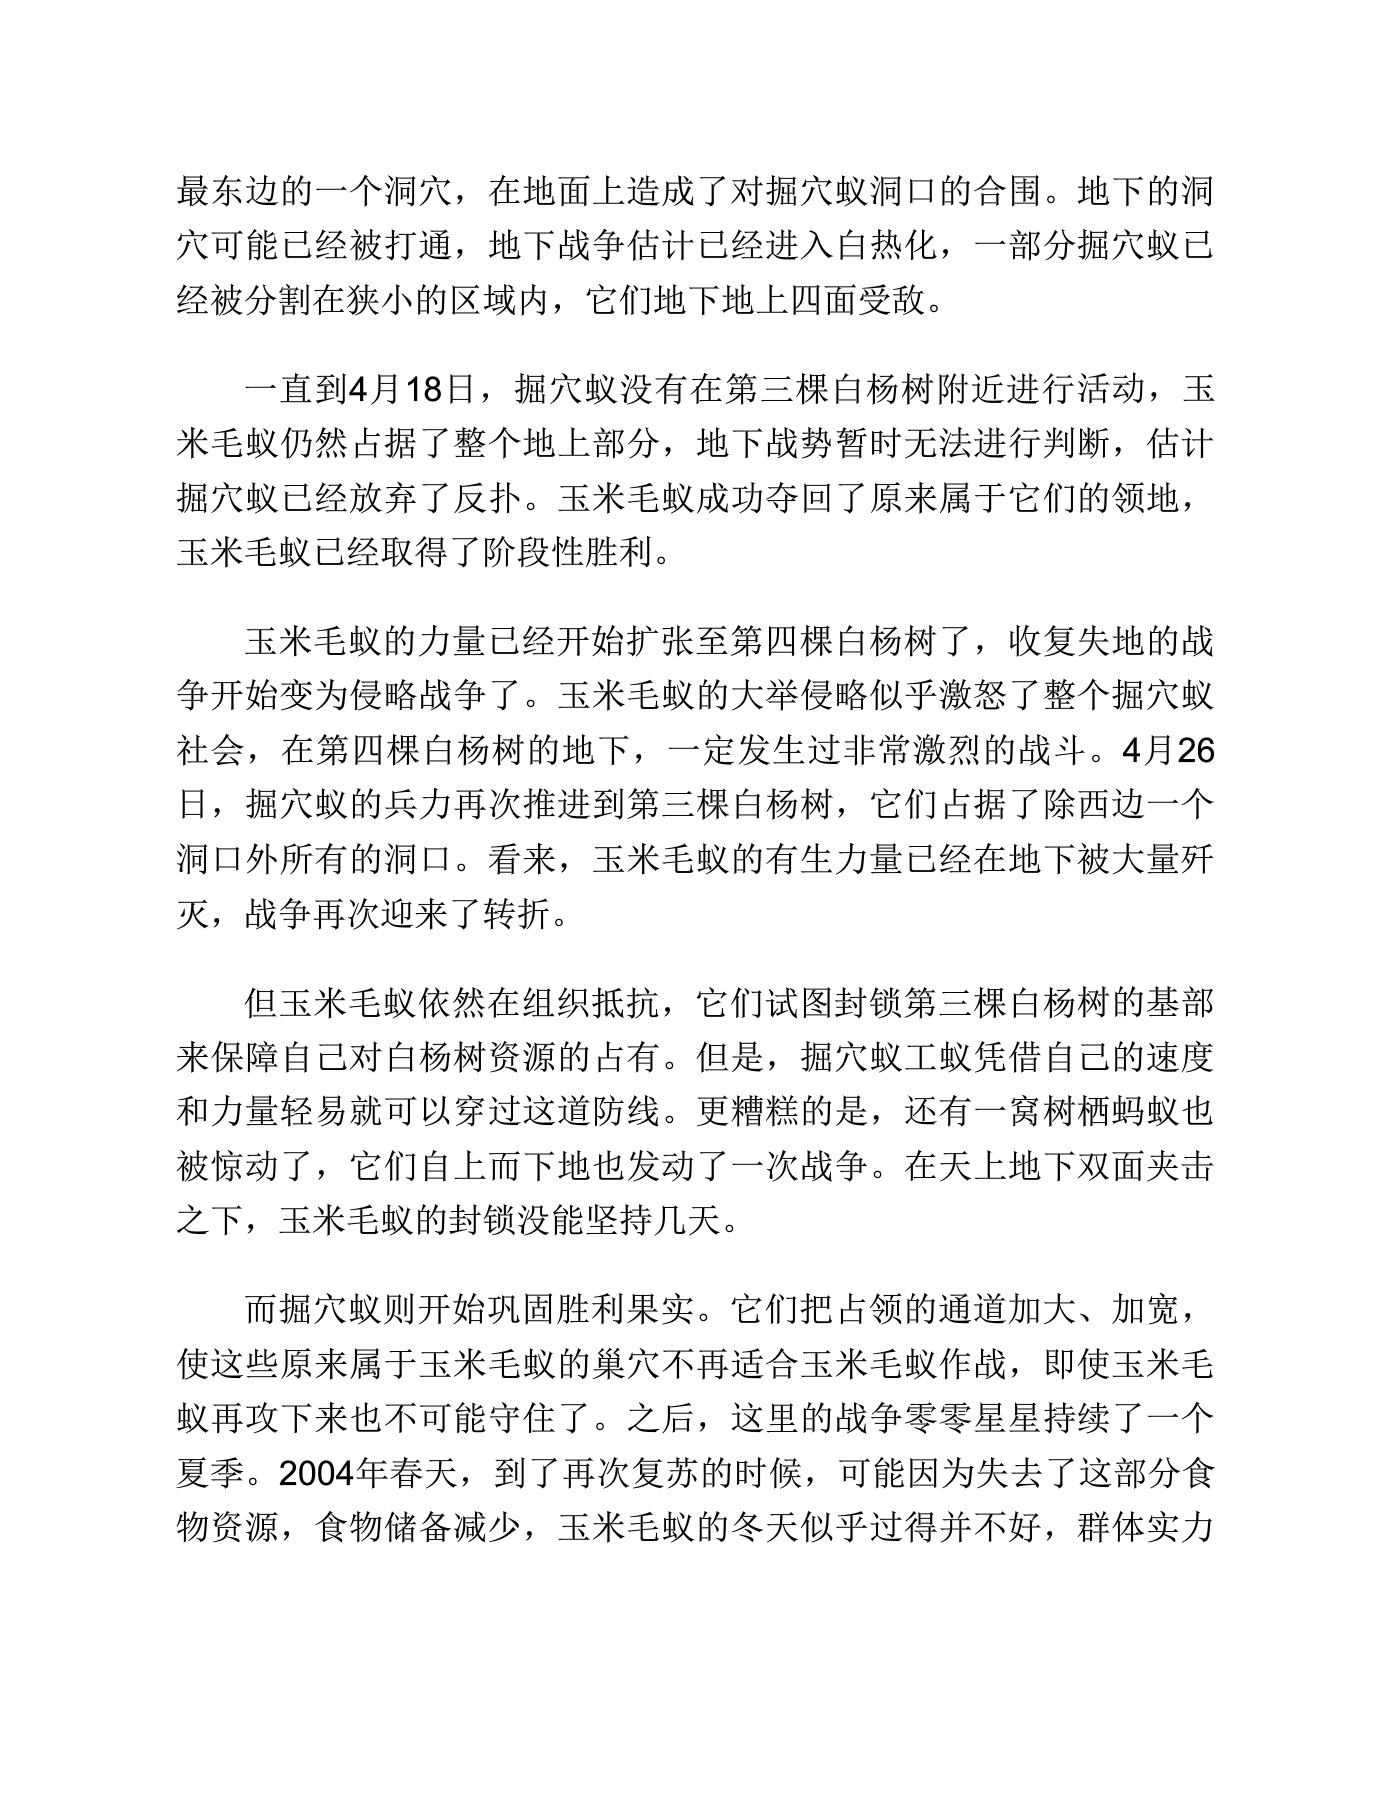 最东边的一个洞穴，在地面上造成了对掘穴蚁洞口的合围。地下的洞
穴可能已经被打通，地下战争估计已经进入白热化，一部分掘穴蚁已
经被分割在狭小的区域内，它们地下地上四面受敌。
一直到4月18日，掘穴蚁没有在第三棵白杨树附近进行活动，玉
米毛蚁仍然占据了整个地上部分，地下战势暂时无法进行判断，估计
掘穴蚁已经放弃了反扑。玉米毛蚁成功夺回了原来属于它们的领地，
玉米毛蚁已经取得了阶段性胜利。
玉米毛蚁的力量已经开始扩张至第四棵白杨树了，收复失地的战
争开始变为侵略战争了。玉米毛蚁的大举侵略似乎激怒了整个掘穴蚁
社会，在第四棵白杨树的地下，一定发生过非常激烈的战斗。4月26
日，掘穴蚁的兵力再次推进到第三棵白杨树，它们占据了除西边一个
洞口外所有的洞口。看来，玉米毛蚁的有生力量已经在地下被大量歼
灭，战争再次迎来了转折。
但玉米毛蚁依然在组织抵抗，它们试图封锁第三棵白杨树的基部
来保障自己对白杨树资源的占有。但是，掘穴蚁工蚁凭借自己的速度
和力量轻易就可以穿过这道防线。更糟糕的是，还有一窝树栖蚂蚁也
被惊动了，它们自上而下地也发动了一次战争。在天上地下双面夹击
之下，玉米毛蚁的封锁没能坚持几天。
而掘穴蚁则开始巩固胜利果实。它们把占领的通道加大、加宽，
使这些原来属于玉米毛蚁的巢穴不再适合玉米毛蚁作战，即使玉米毛
蚁再攻下来也不可能守住了。之后，这里的战争零零星星持续了一个
夏季。2004年春天，到了再次复苏的时候，可能因为失去了这部分食
物资源，食物储备减少，玉米毛蚁的冬天似乎过得并不好，群体实力